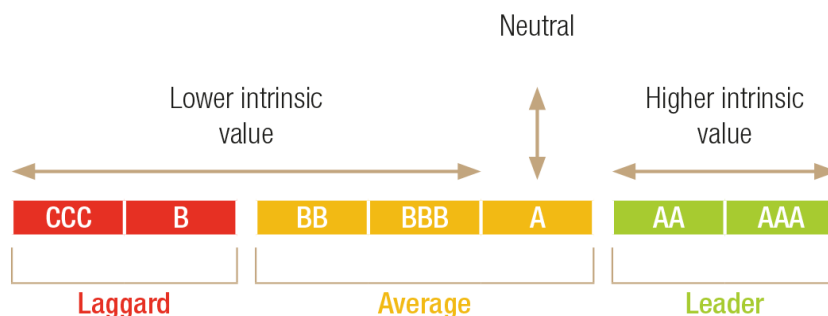 Neutral
Lower intrinsic
value
Higher intrinsic
value
CCC B BB BBB A AA AAA
Laggard Average Leader